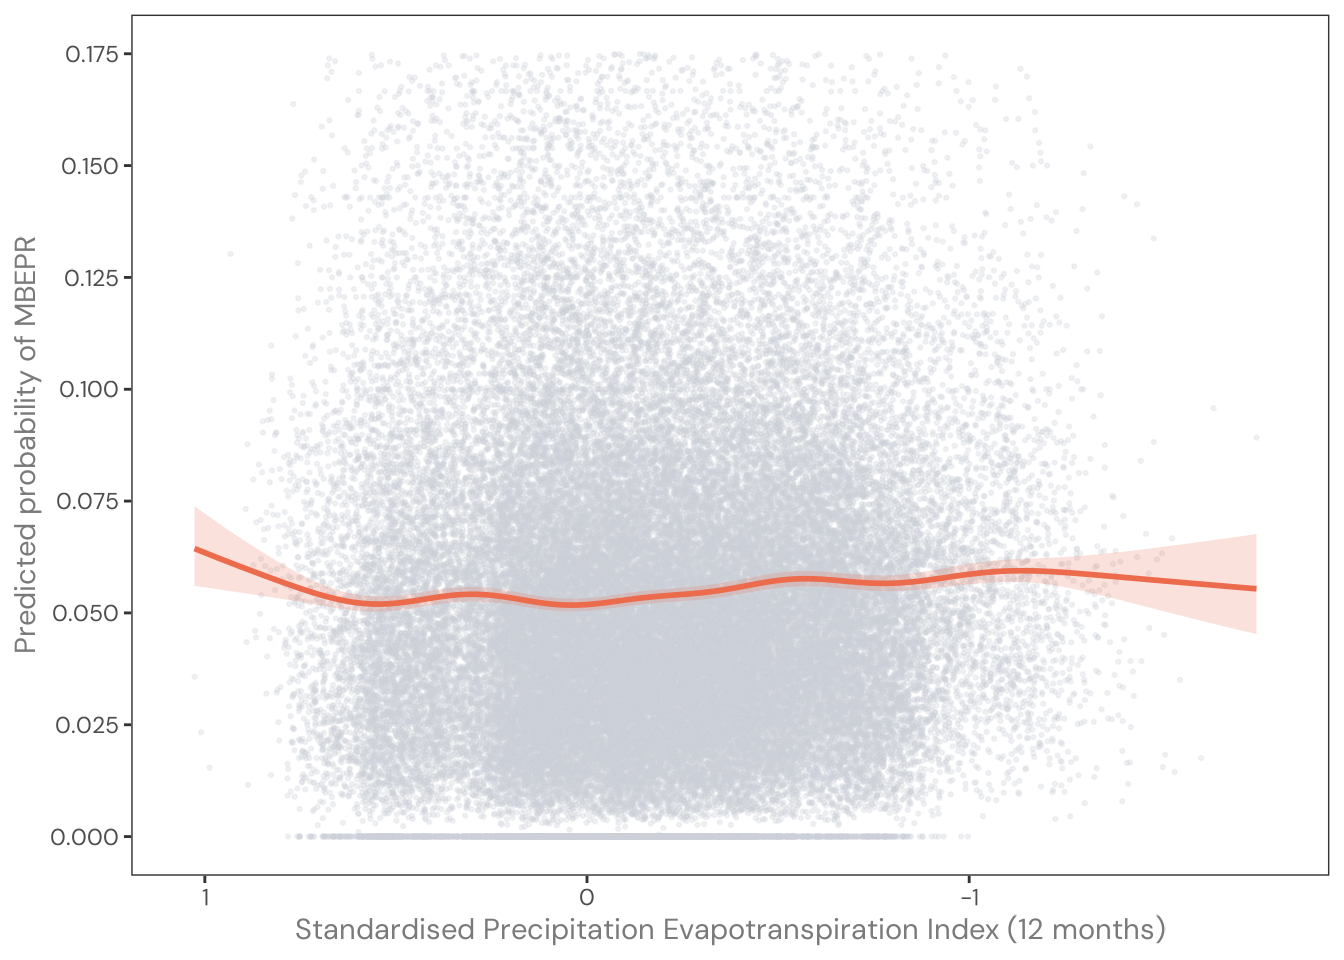 Predicted probability of MBEPR
0.175
0.150
0.125
0.100
0.075
0.050
0.025
0.000
1 0 -1
Standardised Precipitation Evapotranspiration Index (12 months)